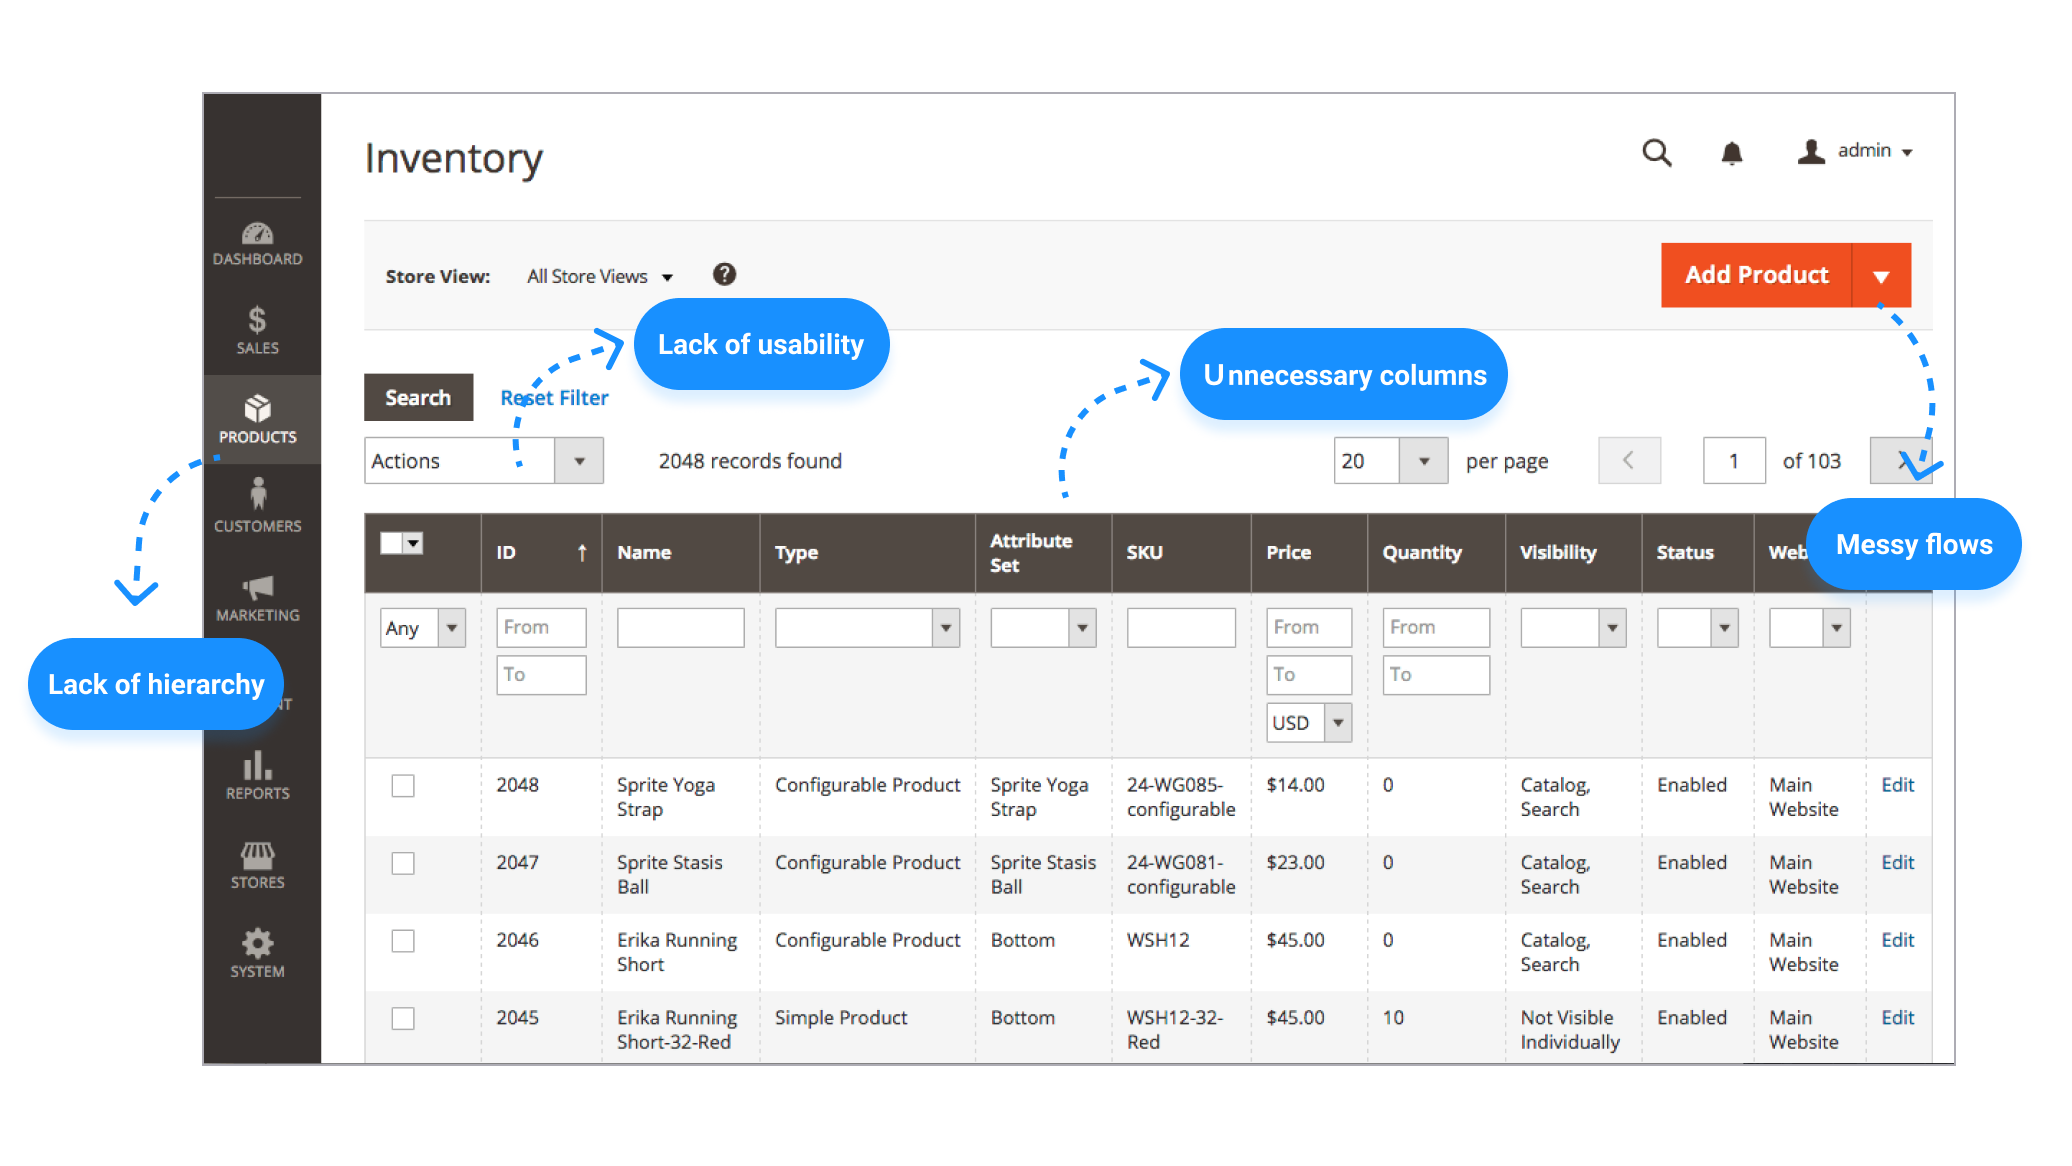 Inventory
admin
DASHBOARD
SALES
PRODUCTS
CUSTOMERS
MARKETING
NT
REPORTS
STORES
SYSTEM
Store View: All Store Views ?
Add Product
Lack of usability
Unnecessary columns
Messy flows
Lack of hierarchy
Search Reset Filter
Actions 2048 records found 20 per page 1 of 103
ID Name Type Attribute Set SKU Price Quantity Visibility Status Web
Any From From From
To To To
USD
2048 Sprite Yoga Configurable Product Sprite Yoga 24-WG085- $14.00 0 Catalog, Enabled Main Edit
Strap Strap configurable Search Website
2047 Sprite Stasis Configurable Product Sprite Stasis 24-WG081- $23.00 0 Catalog, Enabled Main Edit
Ball Ball configurable Search Website
2046 Erika Running Configurable Product Bottom WSH12 $45.00 0 Catalog, Enabled Main Edit
Short Search Website
2045 Erika Running Simple Product Bottom WSH12-32- $45.00 10 Not Visible Enabled Main Edit
Short-32-Red Red Individually Website